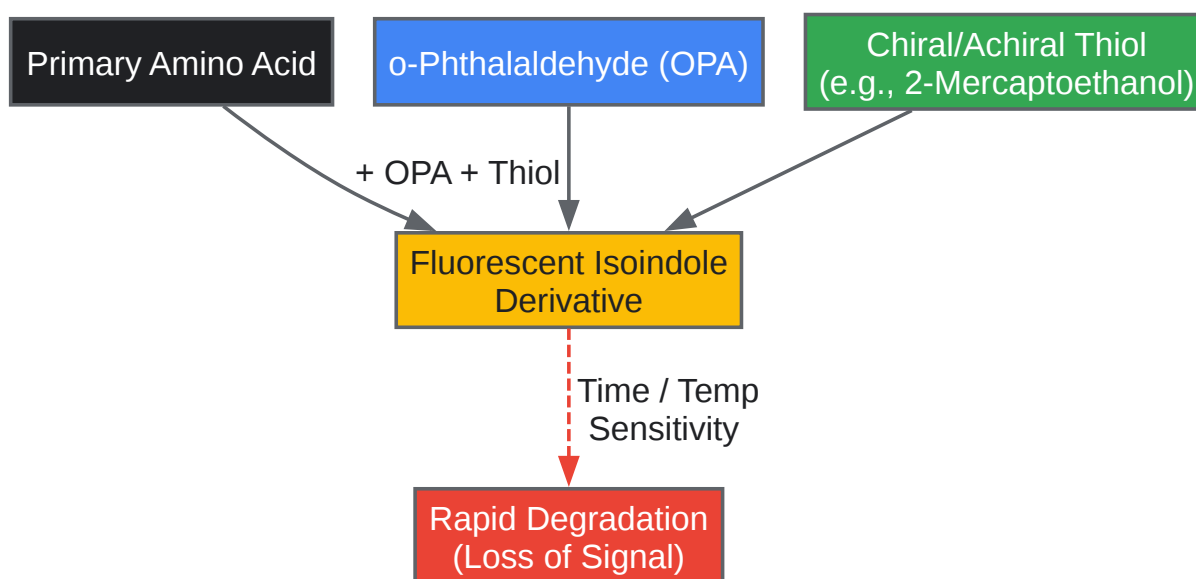 Primary Amino Acid
o-Phthalaldehyde (OPA)
Chiral/Achiral Thiol
(e.g., 2-Mercaptoethanol)
+ OPA + Thiol
Fluorescent Isoindole
Derivative
Time / Temp
Sensitivity
Rapid Degradation
(Loss of Signal)